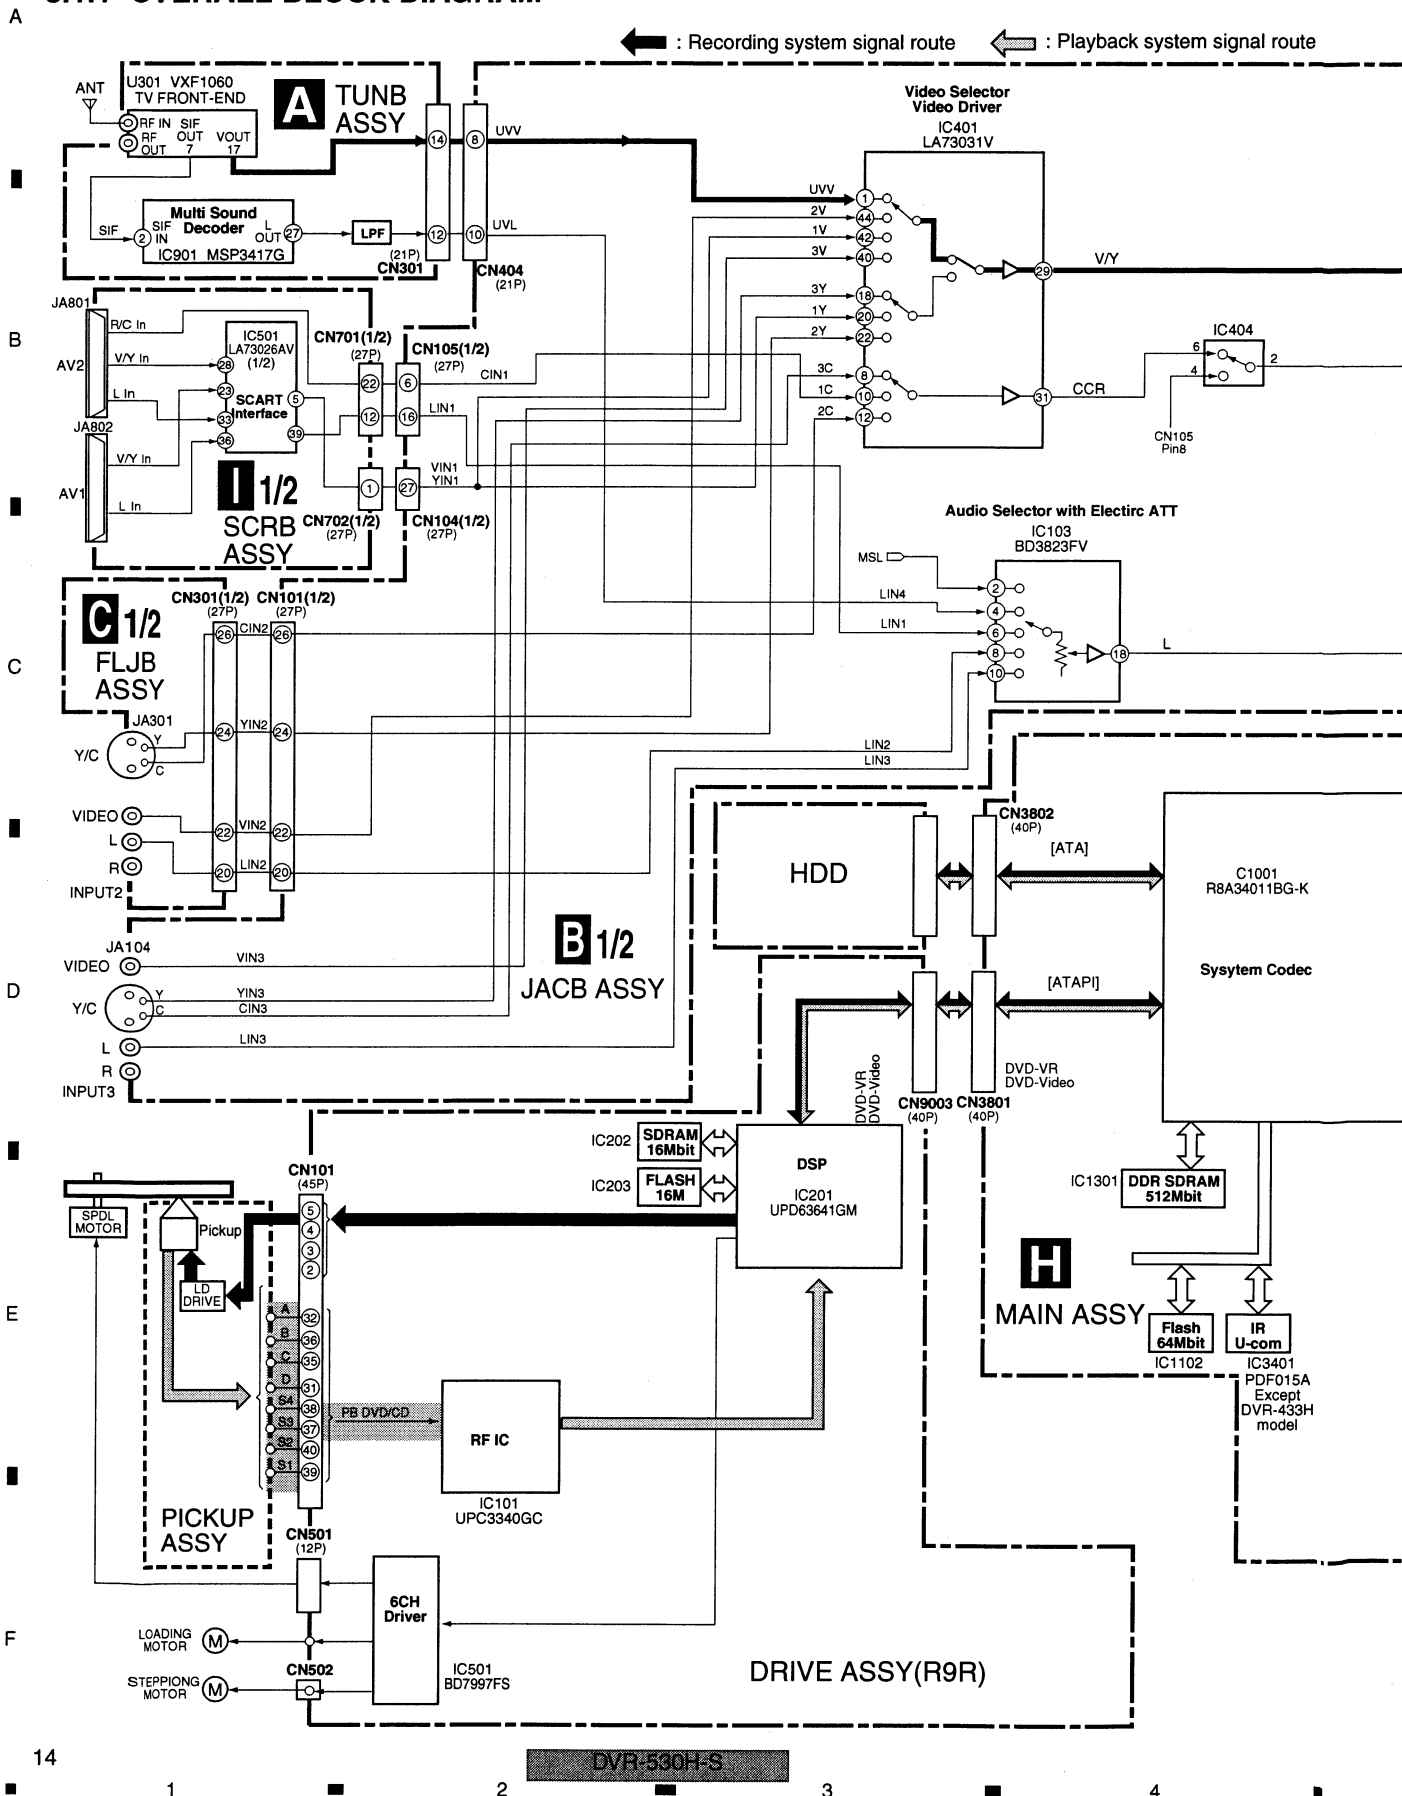 A
: Recording system signal route
: Playback system signal route
ANT
U301 VXF1060
TV FRONT-END
RF IN
SIF
OUT
7
VOUT
17
RF
OUT
A
TUNB
ASSY
14
8
UVV
SIF
2
SIF
IN
Multi Sound
Decoder
L
OUT
27
IC901 MSP3417G
LPF
12
10
UVL
(21P)
CN301
CN404
(21P)
Video Selector
Video Driver
IC401
LA73031V
UVV
1
2V
44
1V
42
3V
40
3Y
18
1Y
20
2Y
22
3C
8
1C
10
2C
12
29
V/Y
31
CCR
IC404
6
4
2
CN105
Pin8
B
JA801
R/C In
AV2
V/Y In
L In
JA802
V/Y In
AV1
L In
IC501
LA73026AV
(1/2)
28
23
SCART
Interface
5
33
36
39
CN701(1/2)
(27P)
CN105(1/2)
(27P)
22
6
CIN1
12
16
LIN1
VIN1
YIN1
1
27
I 1/2
SCRB
ASSY
CN702(1/2)
(27P)
CN104(1/2)
(27P)
Audio Selector with Electirc ATT
IC103
BD3823FV
MSL
2
LIN4
4
LIN1
6
8
10
18
L
C
C 1/2
FLJB
ASSY
CN301(1/2)
(27P)
CN101(1/2)
(27P)
26
CIN2
26
JA301
Y/C
Y
C
24
YIN2
24
VIDEO
22
VIN2
22
L
R
20
LIN2
20
INPUT2
LIN2
LIN3
HDD
CN3802
(40P)
[ATA]
C1001
R8A34011BG-K
Sysytem Codec
[ATAPI]
D
JA104
VIDEO
VIN3
Y/C
Y
C
YIN3
CIN3
L
LIN3
R
INPUT3
B 1/2
JACB ASSY
DVD-VR
DVD-Video
DVD-VR
DVD-Video
CN9003
(40P)
CN3801
(40P)
IC202
SDRAM
16Mbit
IC203
FLASH
16M
DSP
IC201
UPD63641GM
IC1301
DDR SDRAM
512Mbit
H
MAIN ASSY
Flash
64Mbit
IC1102
IR
U-com
IC3401
PDF015A
Except
DVR-433H
model
CN101
(45P)
SPDL
MOTOR
Pickup
LD
DRIVE
5
4
3
2
E
A
32
B
36
C
35
D
31
S4
38
S3
37
S2
40
S1
39
PB DVD/CD
RF IC
IC101
UPC3340GC
PICKUP
ASSY
CN501
(12P)
6CH
Driver
IC501
BD7997FS
F
LOADING
MOTOR
M
CN502
STEPPIONG
MOTOR
M
DRIVE ASSY(R9R)
14
DVR-530H-S
1
2
3
4